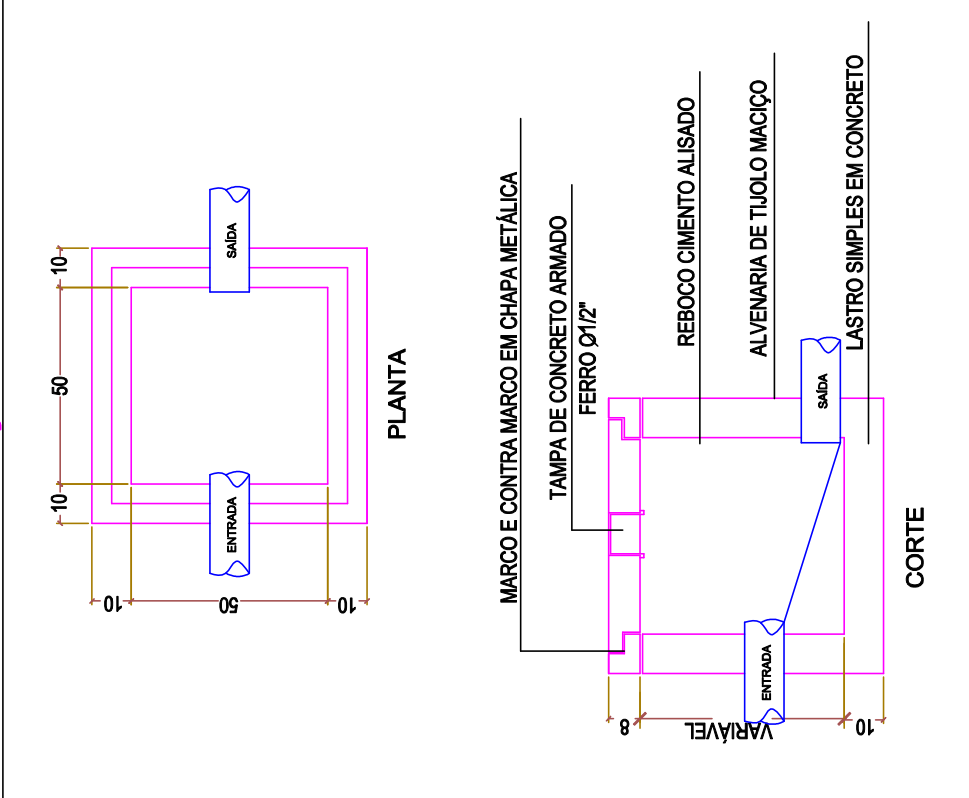 10
50
10
SAÍDA
ENTRADA
10
50
10
PLANTA
MARCO E CONTRA MARCO EM CHAPA METÁLICA
TAMPA DE CONCRETO ARMADO
FERRO Ø1/2"
REBOCO CIMENTO ALISADO
ALVENARIA DE TIJOLO MACIÇO
LASTRO SIMPLES EM CONCRETO
SAÍDA
ENTRADA
8
VARIÁVEL
10
CORTE